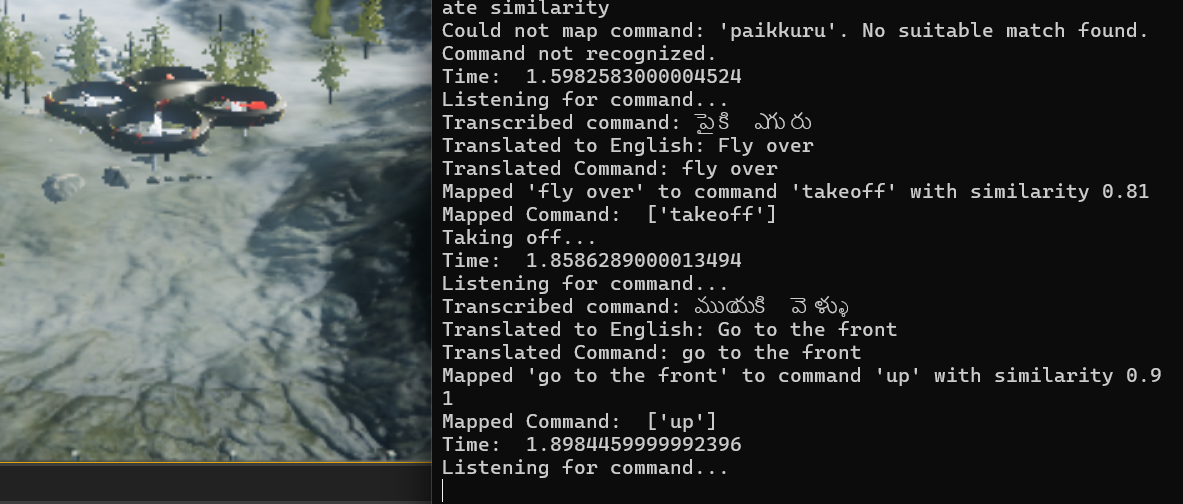 ate similarity
Could not map command: 'paikkuru'. No suitable match found.
Command not recognized.
Time:  1.5982583000004524
Listening for command...
Transcribed command: పైకి ఎగురు
Translated to English: Fly over
Translated Command: fly over
Mapped 'fly over' to command 'takeoff' with similarity 0.81
Mapped Command:  ['takeoff']
Taking off...
Time:  1.8586289000013494
Listening for command...
Transcribed command: ముయకి వెళ్ళు
Translated to English: Go to the front
Translated Command: go to the front
Mapped 'go to the front' to command 'up' with similarity 0.9
1
Mapped Command:  ['up']
Time:  1.8984459999992396
Listening for command...